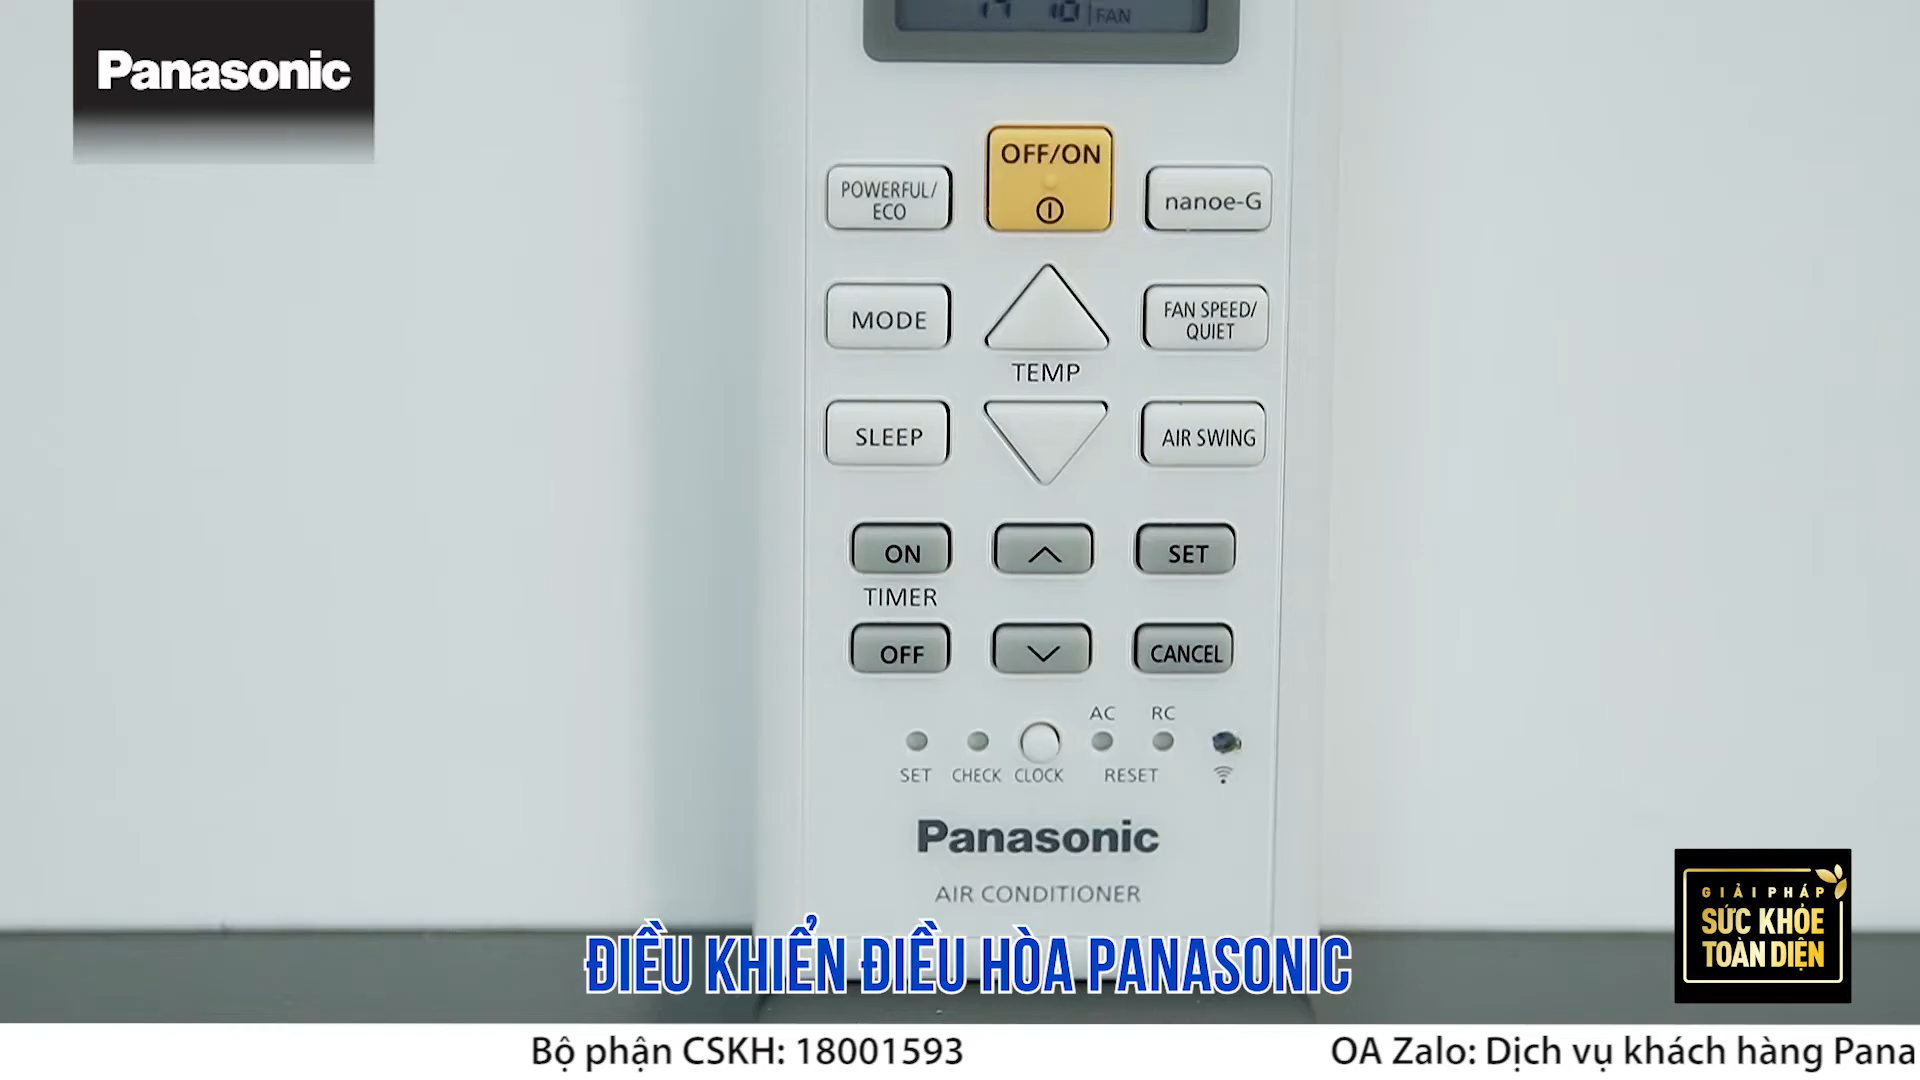 Panasonic
FAN
OFF/ON
POWERFUL/
ECO
nanoe-G
MODE
FAN SPEED/
QUIET
TEMP
SLEEP
AIR SWING
ON
SET
TIMER
OFF
CANCEL
AC RC
SET CHECK CLOCK RESET
Panasonic
AIR CONDITIONER
ĐIỀU KHIỂN ĐIỀU HÒA PANASONIC
GIẢI PHÁP
SỨC KHỎE
TOÀN DIỆN
Bộ phận CSKH: 18001593 OA Zalo: Dịch vụ khách hàng Pana